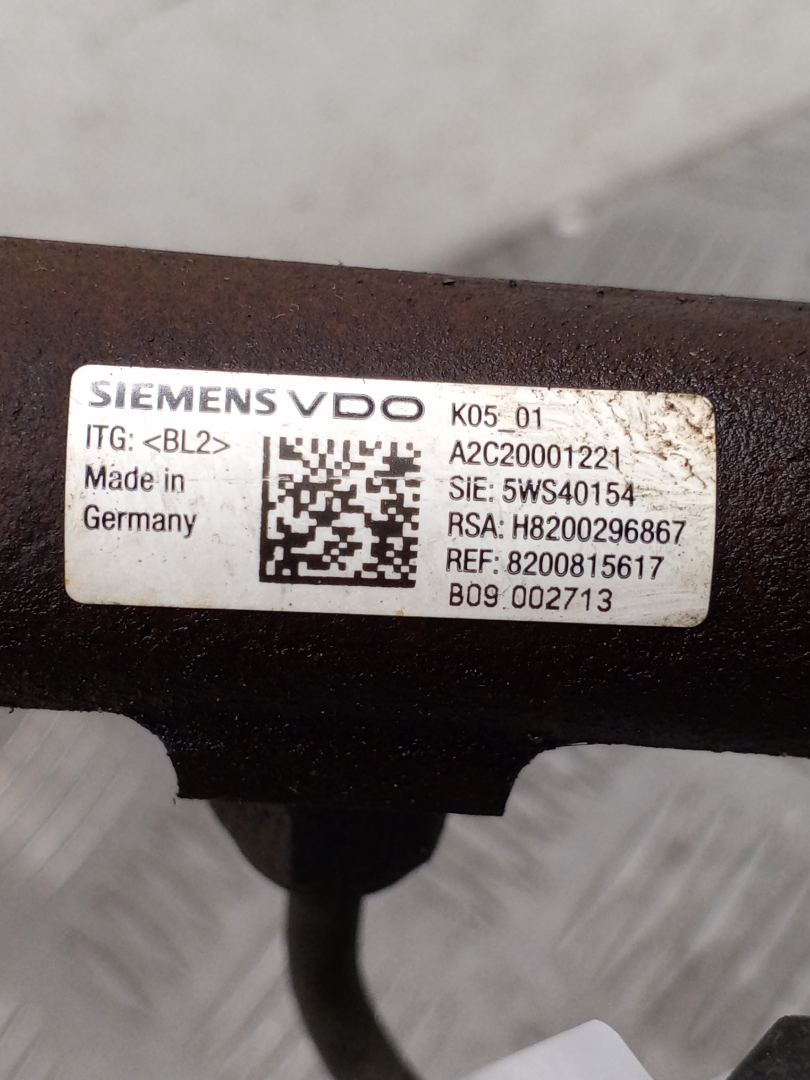 SIEMENS VDO
ITG: <BL2>
Made in
Germany
K05_01
A2C20001221
SIE: 5WS40154
RSA: H8200296867
REF: 8200815617
B09 002713